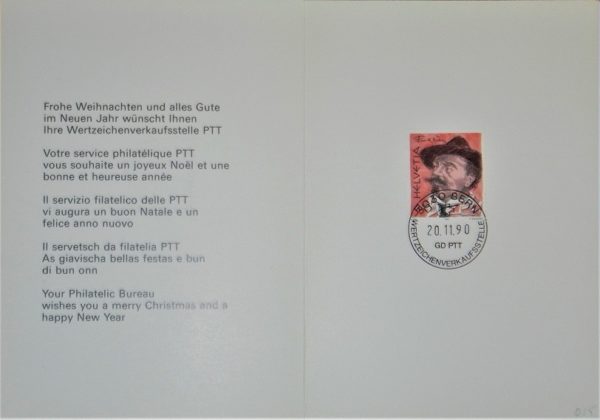 Frohe Weihnachten und alles Gute
im Neuen Jahr wünscht Ihnen
Ihre Wertzeichenverkaufsstelle PTT
Votre service philatélique PTT
vous souhaite un joyeux Noël et une
bonne et heureuse année
Il servizio filatelico delle PTT
vi augura un buon Natale e un
felice anno nuovo
Il servetsch da filatelia PTT
As giavischa bellas festas e bun
di bun onn
Your Philatelic Bureau
wishes you a merry Christmas and a
happy New Year
HELVETIA
BERN
20.11.90
GD PTT
WERTZEICHENVERKAUFSSTELLE